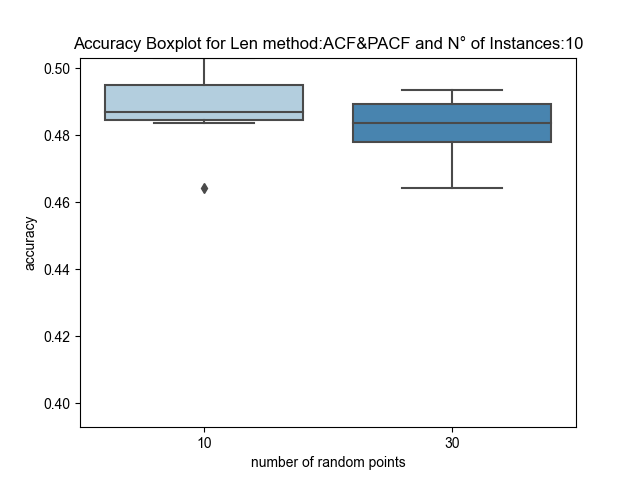 Accuracy Boxplot for Len method:ACF&PACF and N° of Instances:10
0.50
0.48
0.46
0.44
0.42
0.40
accuracy
10
30
number of random points